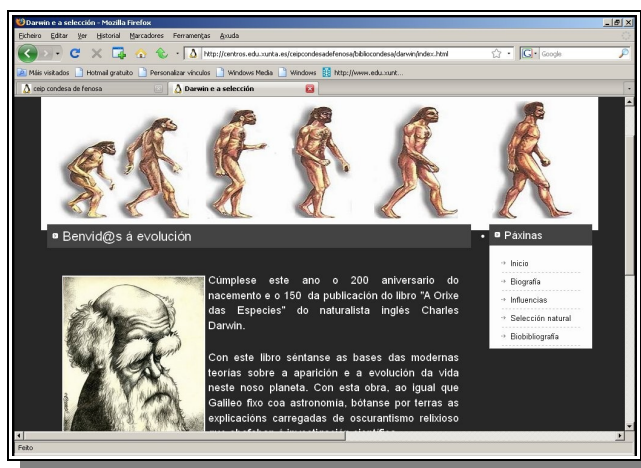 Darwin e a selección - Mozilla Firefox
Eicheiro Editar Ver Historial Marcadores Ferramentas Axuda
http://centros.edu.xunta.es/ceipcondesadefenosa/bibliocondesa/darwin/index.html
Google
Máis visitados Hotmail gratuito Personalizar vínculos Windows Media Windows http://www.edu.xunt...
ceip condesa de fenosa
Darwin e a selección
Benvid@s á evolución
Páxinas
Inicio
Biografía
Influencias
Selección natural
Biobibliografía
Cúmplese este ano o 200 aniversario do
nacemento e o 150 da publicación do libro "A Orixe
das Especies" do naturalista inglés Charles
Darwin.
Con este libro séntanse as bases das modernas
teorías sobre a aparición e a evolución da vida
neste noso planeta. Con esta obra, ao igual que
Galileo fixo coa astronomía, bótanse por terras as
explicacións carregadas de oscurantismo relixioso
Feito